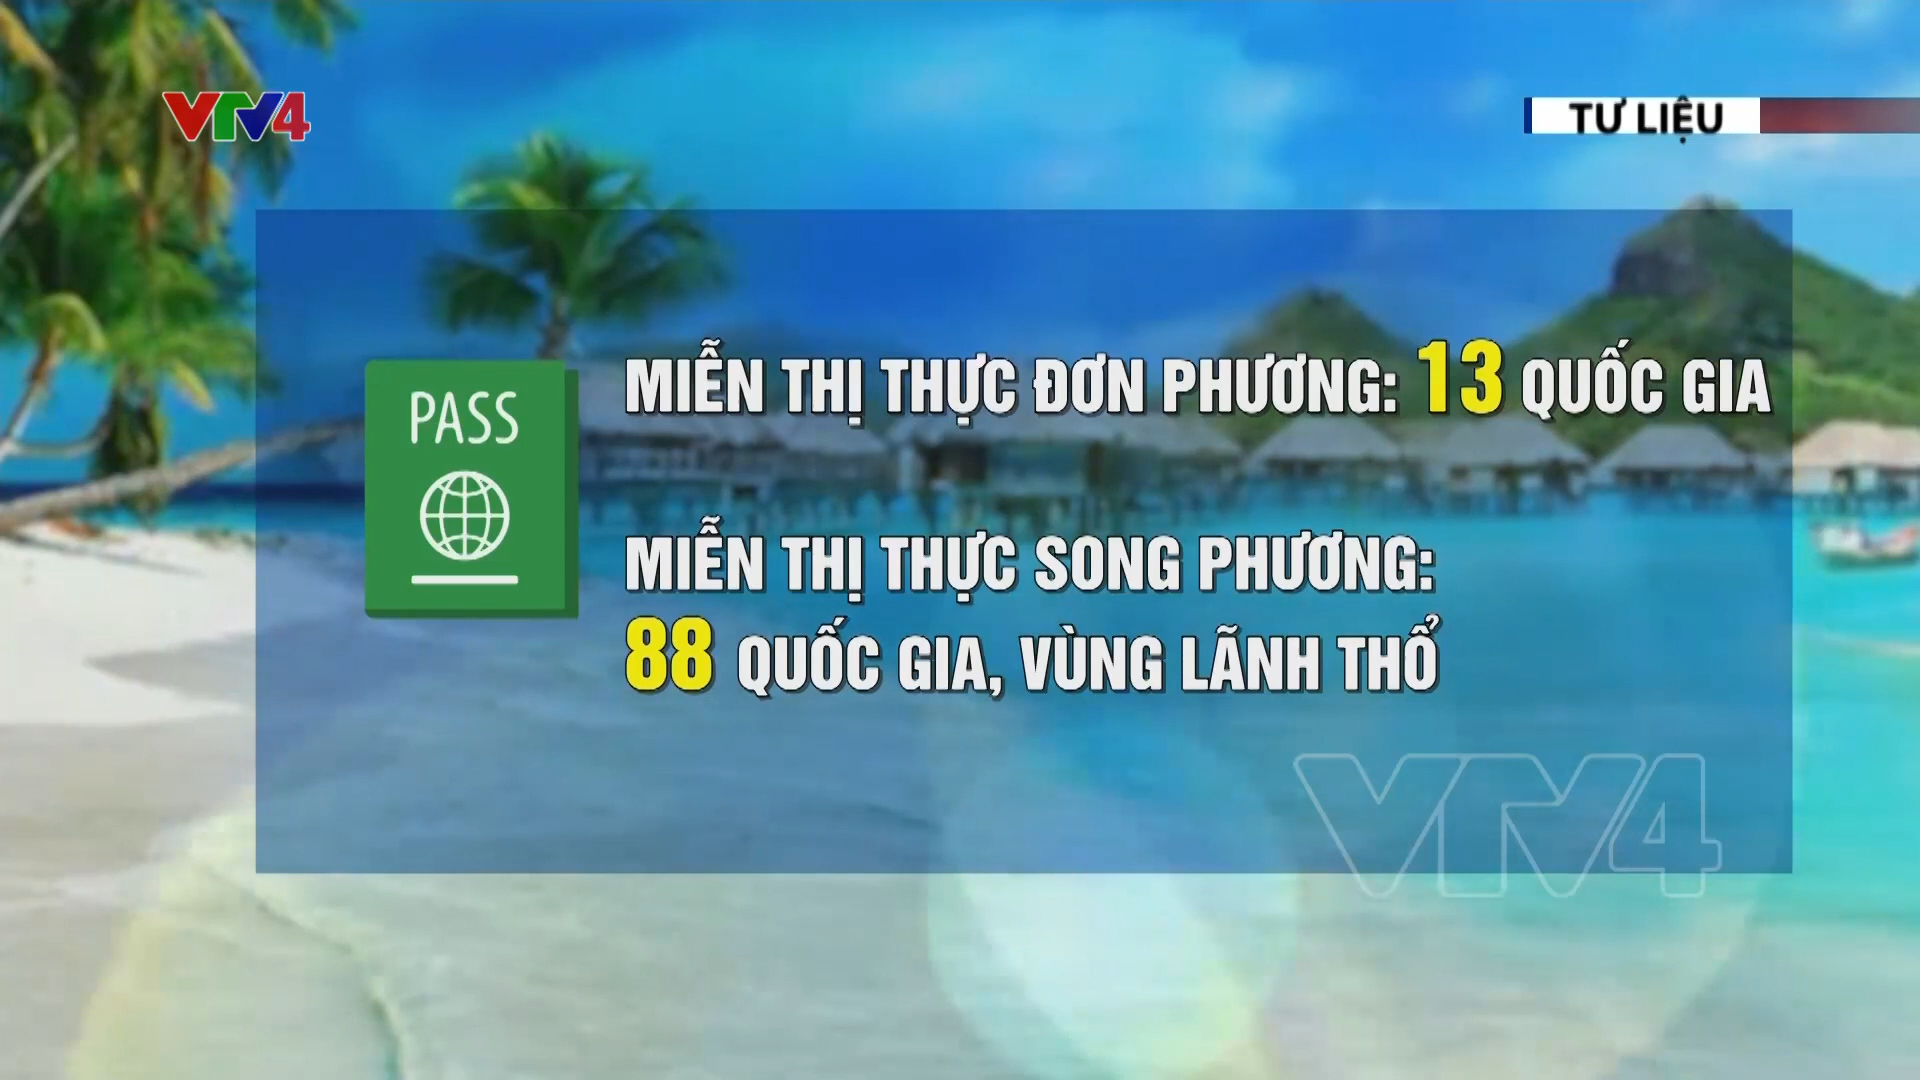 VTV4
TƯ LIỆU
PASS
MIỄN THỊ THỰC ĐƠN PHƯƠNG: 13 QUỐC GIA
MIỄN THỊ THỰC SONG PHƯƠNG:
88 QUỐC GIA, VÙNG LÃNH THỔ
VTV4